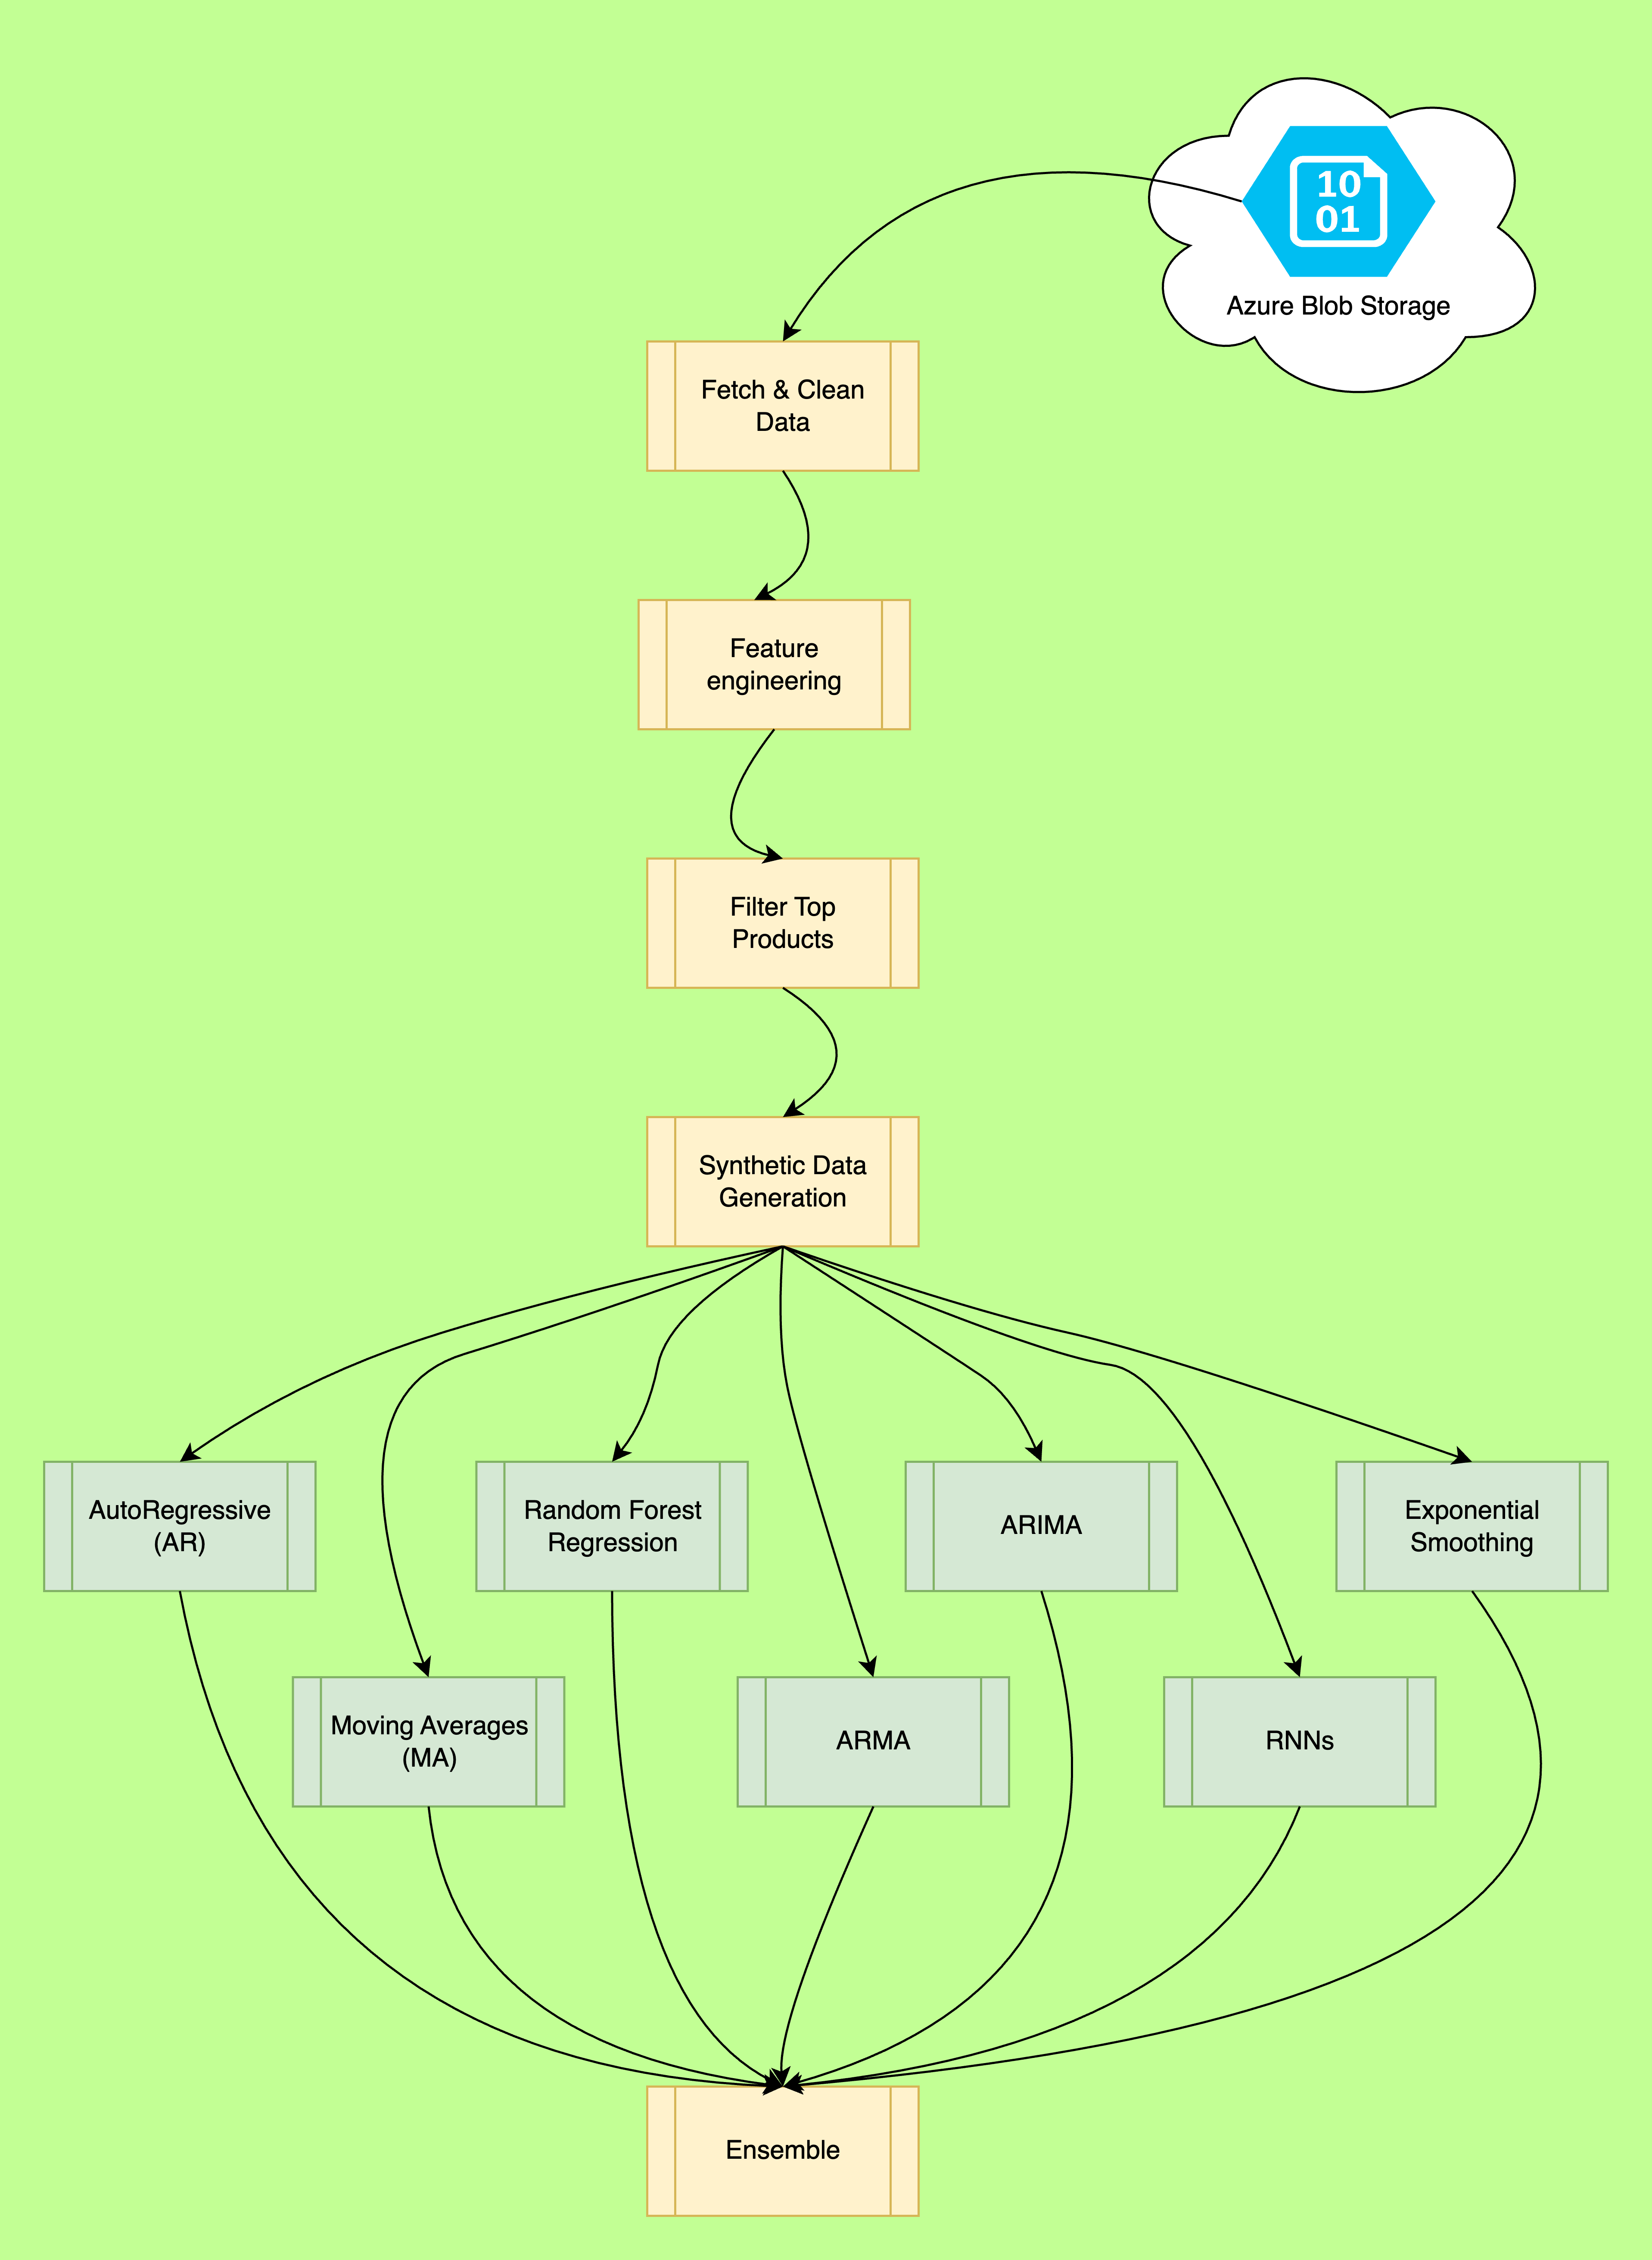 10
01
Azure Blob Storage
Fetch & Clean
Data
Feature
engineering
Filter Top
Products
Synthetic Data
Generation
AutoRegressive
(AR)
Random Forest
Regression
ARIMA
Exponential
Smoothing
Moving Averages
(MA)
ARMA
RNNs
Ensemble